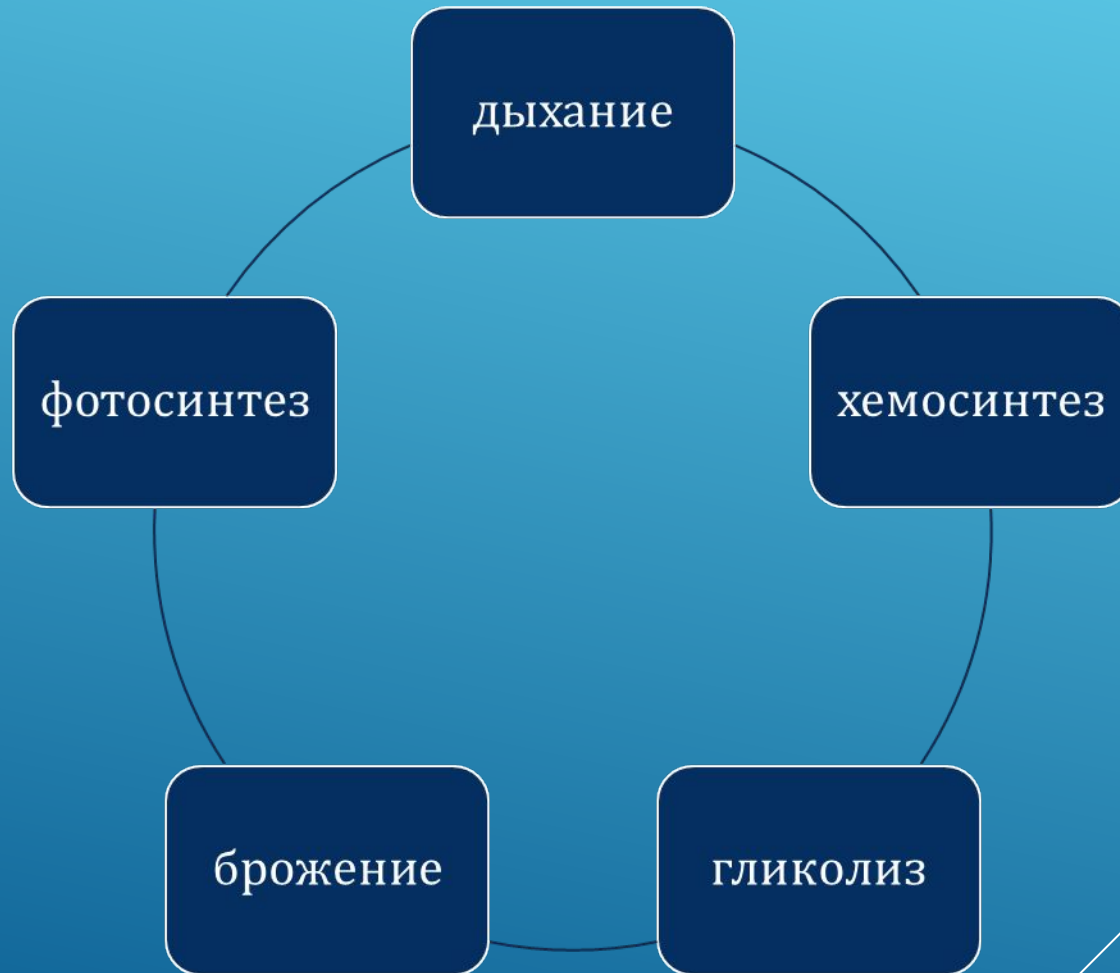 дыхание
фотосинтез
хемосинтез
брожение
гликолиз